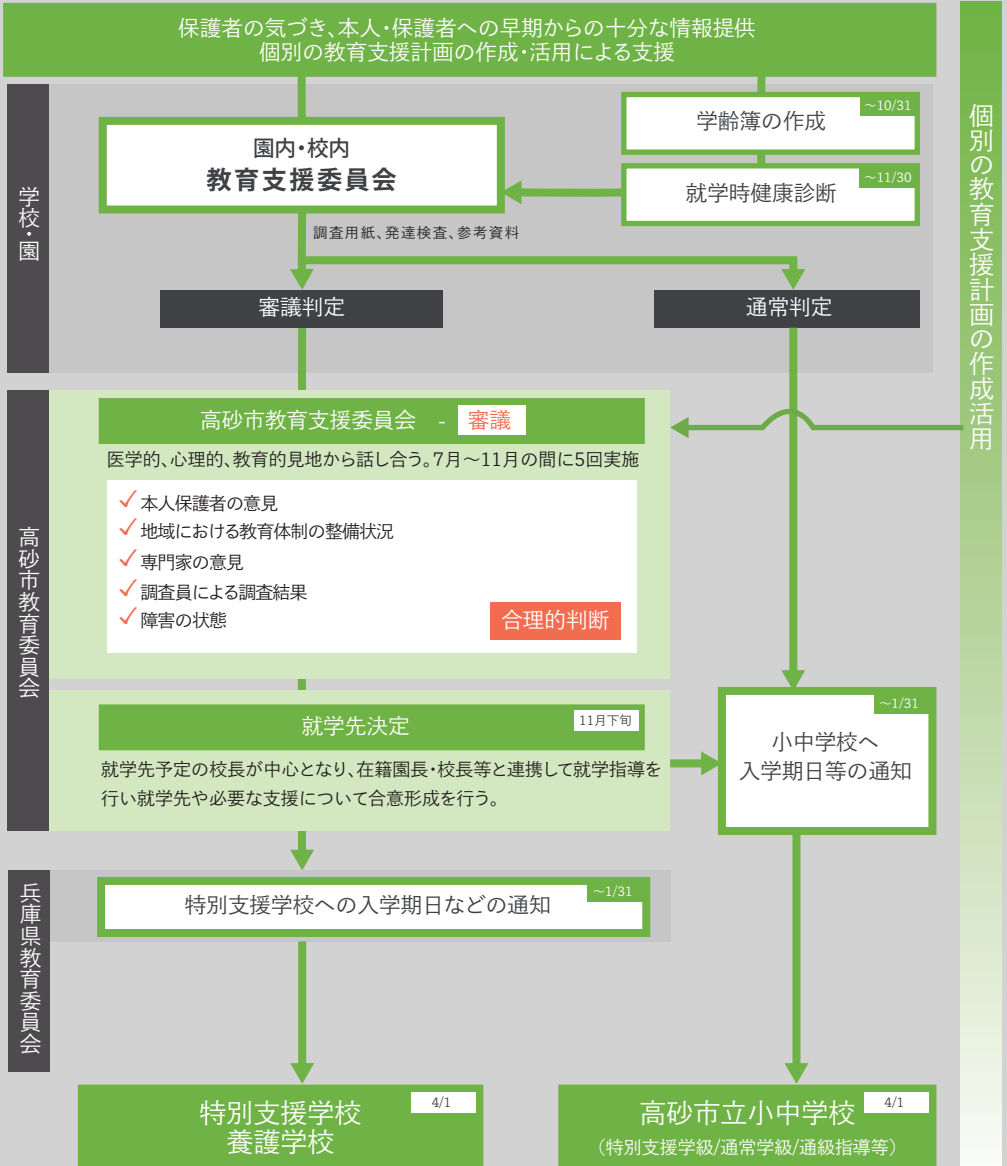 保護者の気づき、本人・保護者への早期からの十分な情報提供
個別の教育支援計画の作成・活用による支援
個別の教育支援計画の作成活用
学校・園
園内・校内
教育支援委員会
学齢簿の作成
～10/31
就学時健康診断
～11/30
調査用紙、発達検査、参考資料
審議判定
通常判定
高砂市教育委員会
高砂市教育支援委員会 - 審議
医学的、心理的、教育的見地から話し合う。7月～11月の間に5回実施
✓本人保護者の意見
✓地域における教育体制の整備状況
✓専門家の意見
✓調査員による調査結果
✓障害の状態
合理的判断
就学先決定
11月下旬
就学先予定の校長が中心となり、在籍園長・校長等と連携して就学指導を
行い就学先や必要な支援について合意形成を行う。
～1/31
小中学校へ
入学期日等の通知
兵庫県教育委員会
特別支援学校への入学期日などの通知
～1/31
特別支援学校
養護学校
4/1
高砂市立小中学校
4/1
（特別支援学級/通常学級/通級指導等）